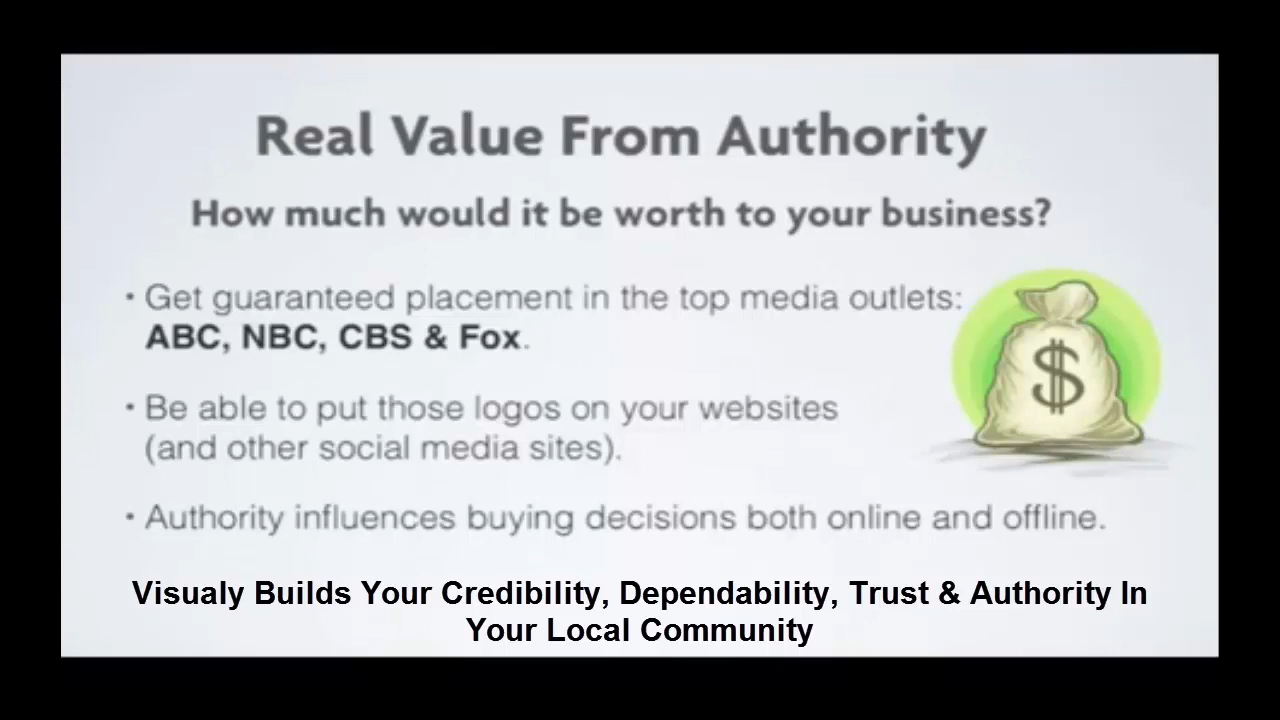 Real Value From Authority
How much would it be worth to your business?
• Get guaranteed placement in the top media outlets:
ABC, NBC, CBS & Fox.
• Be able to put those logos on your websites
(and other social media sites).
• Authority influences buying decisions both online and offline.
$
Visualy Builds Your Credibility, Dependability, Trust & Authority In
Your Local Community